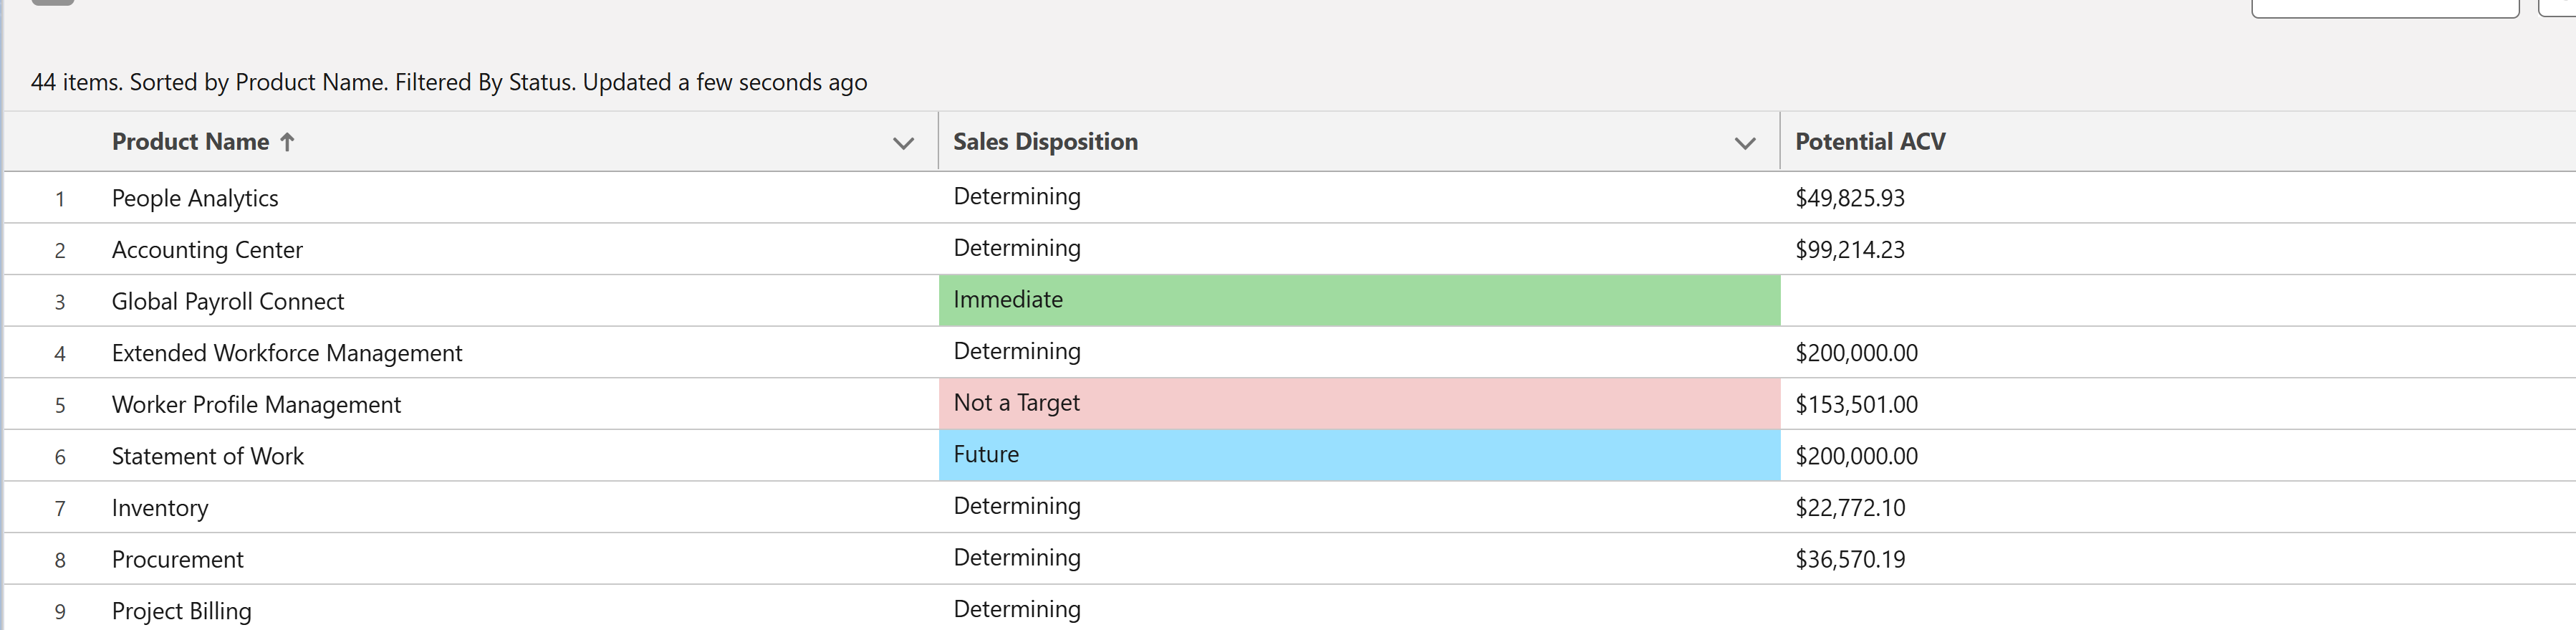 44 items. Sorted by Product Name. Filtered By Status. Updated a few seconds ago
Product Name ↑ Sales Disposition Potential ACV
1 People Analytics Determining $49,825.93
2 Accounting Center Determining $99,214.23
3 Global Payroll Connect Immediate
4 Extended Workforce Management Determining $200,000.00
5 Worker Profile Management Not a Target $153,501.00
6 Statement of Work Future $200,000.00
7 Inventory Determining $22,772.10
8 Procurement Determining $36,570.19
9 Project Billing Determining